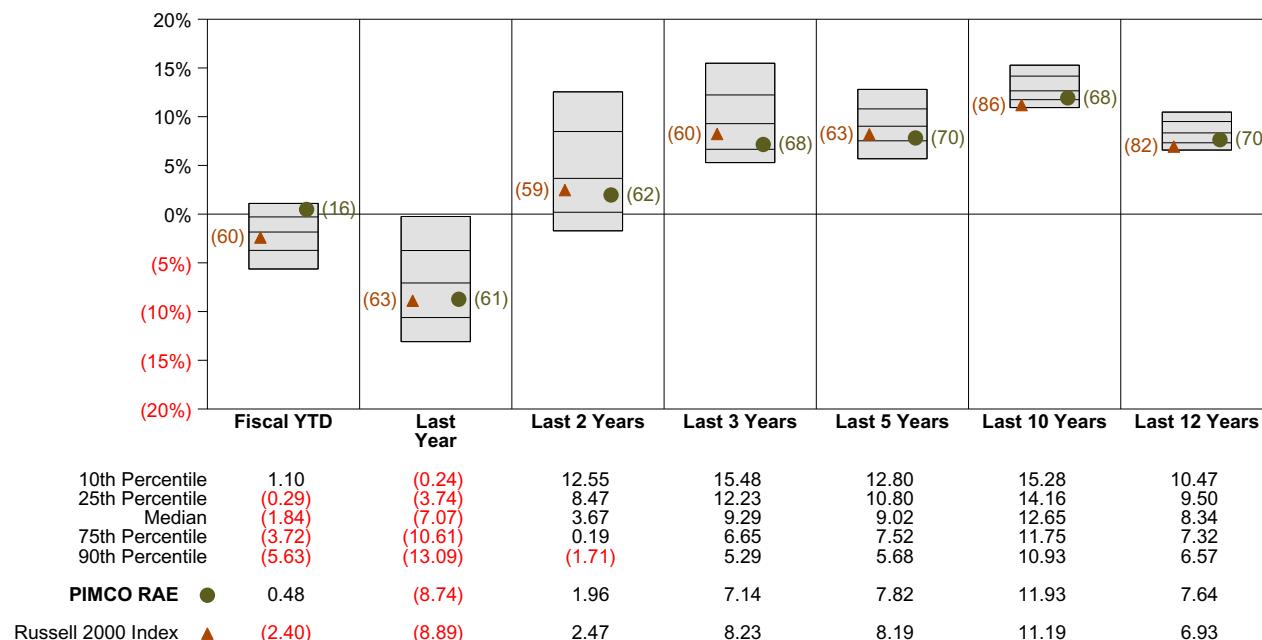 20%
15%
10%
5%
0%
(5%)
(10%)
(15%)
(20%)
(60) (16)
(63) (61)
(59) (62)
(60) (68)
(63) (70)
(86) (68)
(82) (70
Fiscal YTD Last Year Last 2 Years Last 3 Years Last 5 Years Last 10 Years Last 12 Years
10th Percentile 1.10 (0.24) 12.55 15.48 12.80 15.28 10.47
25th Percentile (0.29) (3.74) 8.47 12.23 10.80 14.16 9.50
Median (1.84) (7.07) 3.67 9.29 9.02 12.65 8.34
75th Percentile (3.72) (10.61) 0.19 6.65 7.52 11.75 7.32
90th Percentile (5.63) (13.09) (1.71) 5.29 5.68 10.93 6.57
PIMCO RAE 0.48 (8.74) 1.96 7.14 7.82 11.93 7.64
Russell 2000 Index (2.40) (8.89) 2.47 8.23 8.19 11.19 6.93